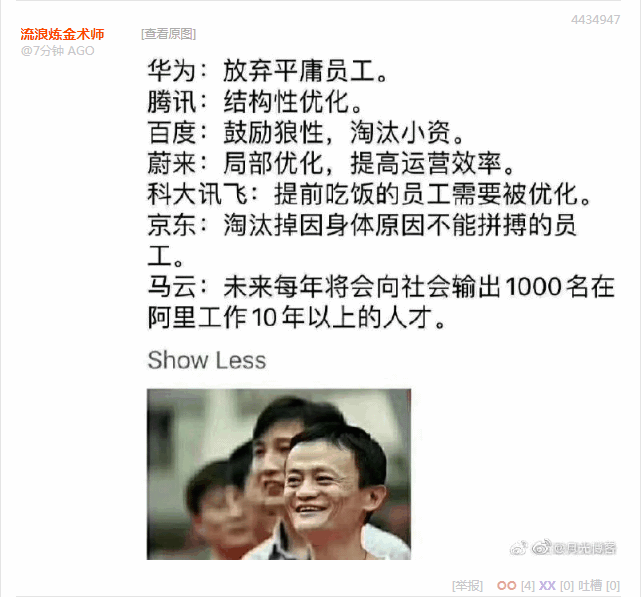 流浪炼金术师 [查看原图] 4434947
@7分钟 AGO
华为：放弃平庸员工。
腾讯：结构性优化。
百度：鼓励狼性，淘汰小资。
蔚来：局部优化，提高运营效率。
科大讯飞：提前吃饭的员工需要被优化。
京东：淘汰掉因身体原因不能拼搏的员
工。
马云：未来每年将会向社会输出1000名在
阿里工作10年以上的人才。
Show Less
[举报] OO [4] XX [0] 吐槽 [0]